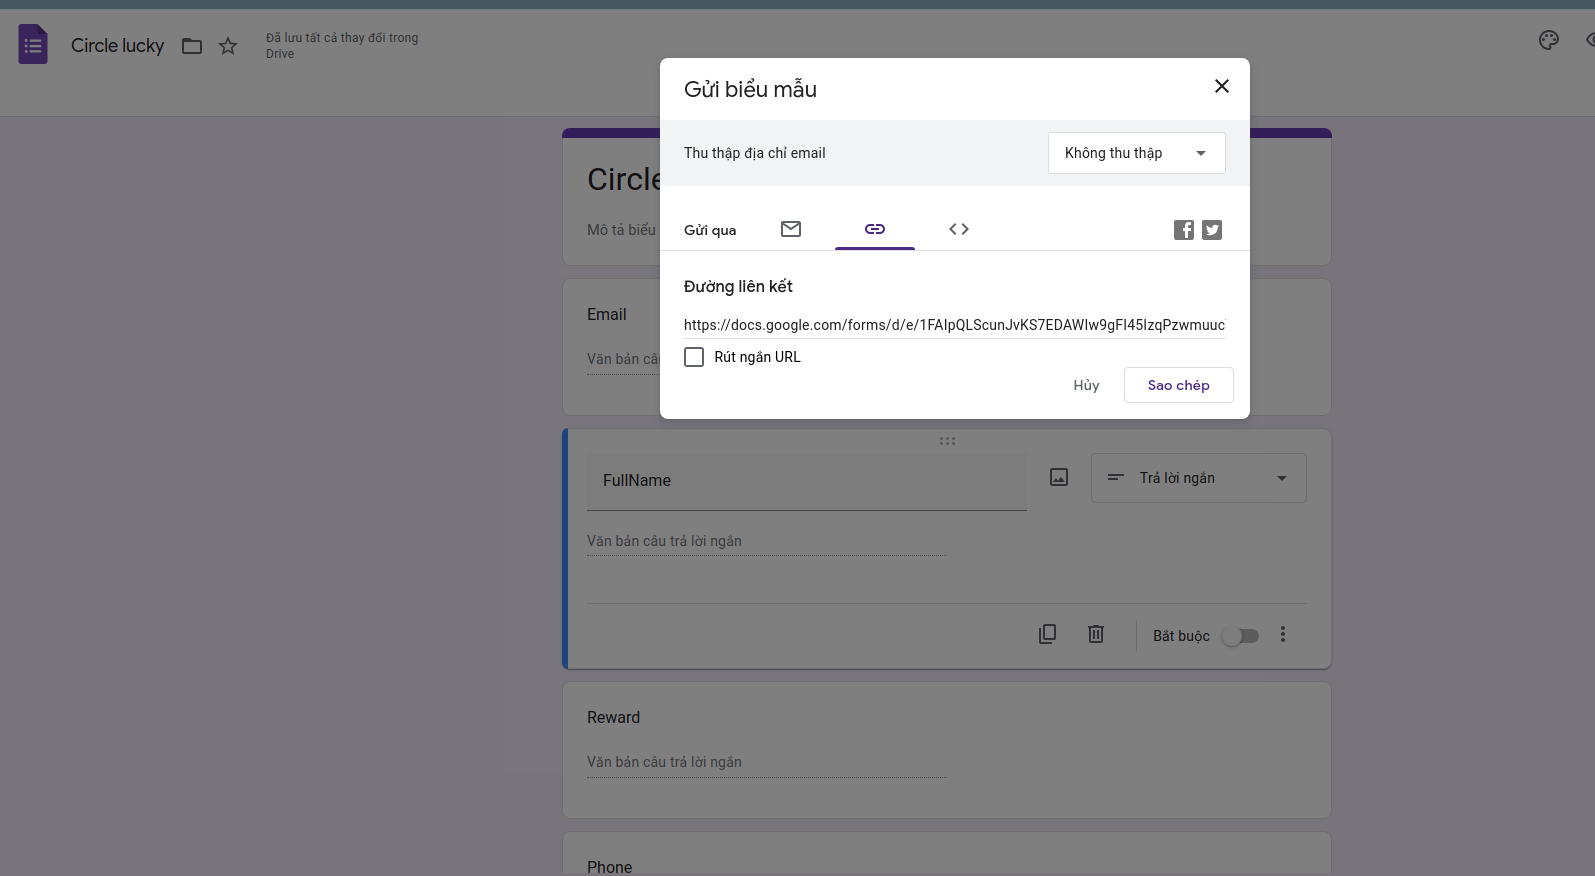 Circle lucky
Đã lưu tất cả thay đổi trong
Drive
Gửi biểu mẫu
Thu thập địa chỉ email
Không thu thập
Circle
Mô tả biểu
Gửi qua
Đường liên kết
https://docs.google.com/forms/d/e/1FAIpQLScunJvKS7EDAWIw9gFI45IzqPzwmuuc
Rút ngắn URL
Hủy
Sao chép
Email
Văn bản câ
FullName
Trả lời ngắn
Văn bản câu trả lời ngắn
Bắt buộc
Reward
Văn bản câu trả lời ngắn
Phone